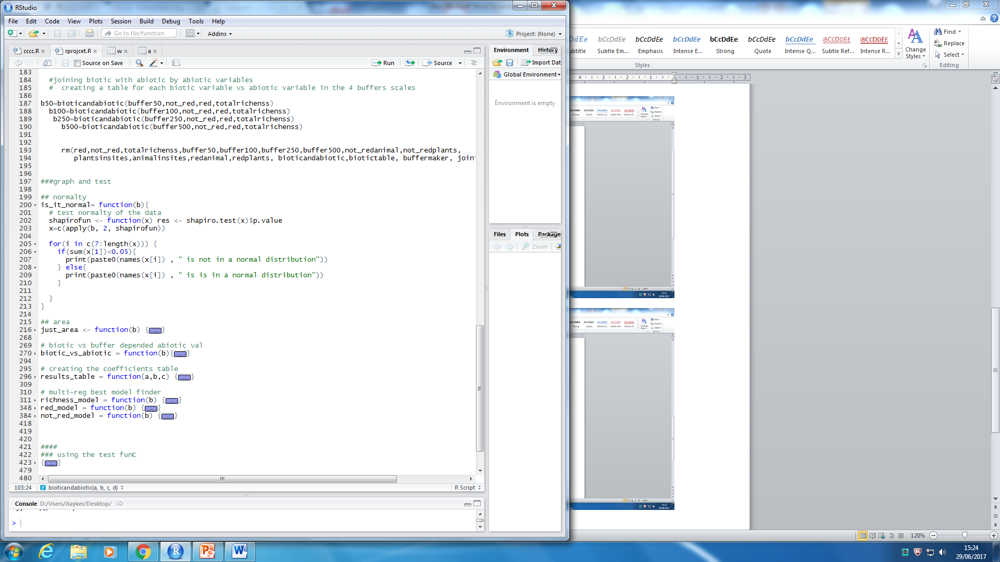 RStudio
File Edit Code View Plots Session Build Debug Tools Help
Go to file/function Addins Project: (None)
cccc.R rprojcet.R w a
Source on Save Run Source
183
184 #joining biotic with abiotic by abiotic variables
185 # creating a table for each biotic variable vs abiotic variable in the 4 buffers scales
186
187 b50=bioticandabiotic(buffer50,not_red,red,totalrichenss)
188 b100=bioticandabiotic(buffer100,not_red,red,totalrichenss)
189 b250=bioticandabiotic(buffer250,not_red,red,totalrichenss)
190 b500=bioticandabiotic(buffer500,not_red,red,totalrichenss)
191
192
193 rm(red,not_red,totalrichenss,buffer50,buffer100,buffer250,buffer500,not_redanimal,not_redplants,
194 plantsinsites,animalinsites,redanimal,redplants, bioticandabiotic,biotictable, buffermaker, join
195
196
197 ###graph and test
198
199 ## normalty
200 is_it_normal= function(b){
201 # test normalty of the data
202 shapirofun <- function(x) res <- shapiro.test(x)$p.value
203 x=c(apply(b, 2, shapirofun))
204
205 for(i in c(7:length(x))) {
206 if(sum(x[1])<0.05){
207 print(paste0(names(x[i]) , " is not in a normal distribution"))
208 } else{
209 print(paste0(names(x[i]) , " is is in a normal distribution"))
210 }
211
212 }
213 }
214
215 ## area
216 just_area <- function(b) {}
268
269 # biotic vs buffer depended abiotic val
270 biotic_vs_abiotic = function(b){}
294
295 # creating the coefficients table
296 results_table = function(a,b,c) {}
309
310 # multi-reg best model finder
311 richness_model = function(b) {}
348 red_model = function(b) {}
384 not_red_model = function(b) {}
418
419
420
421 ####
422 ### using the test funC
423 {}
479
480
103:24 bioticandabiotic(a, b, c, d) R Script
Console D:/Users/itayker/Desktop/
>
Environment History
Import Dat
Global Environment
Environment is empty
Files Plots Package
Zoom
bCcDdEe bCcDdEe bCcDdEe bCcDdEe bCcDdEe bCcDdEe BCCDDEE BCCDDEE
btitle Subtle Em... Emphasis Intense E... Strong Quote Intense Q... Subtle Ref... Intense R...
Change Styles
Styles
Find
Replace
Select
Editing
4 3 2 1 1 2 3
120%
15:24
29/06/2017